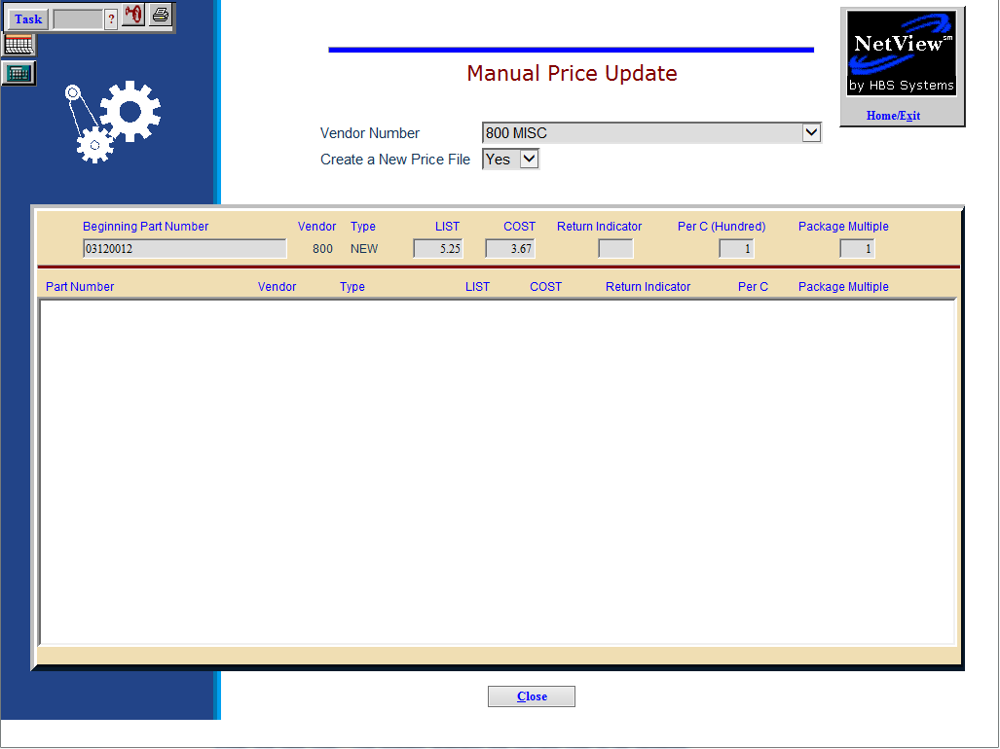 Task ?
NetView℠
by HBS Systems
Home/Exit
Manual Price Update
Vendor Number 800 MISC
Create a New Price File Yes
Beginning Part Number Vendor Type LIST COST Return Indicator Per C (Hundred) Package Multiple
03120012 800 NEW 5.25 3.67 1 1
Part Number Vendor Type LIST COST Return Indicator Per C Package Multiple
Close